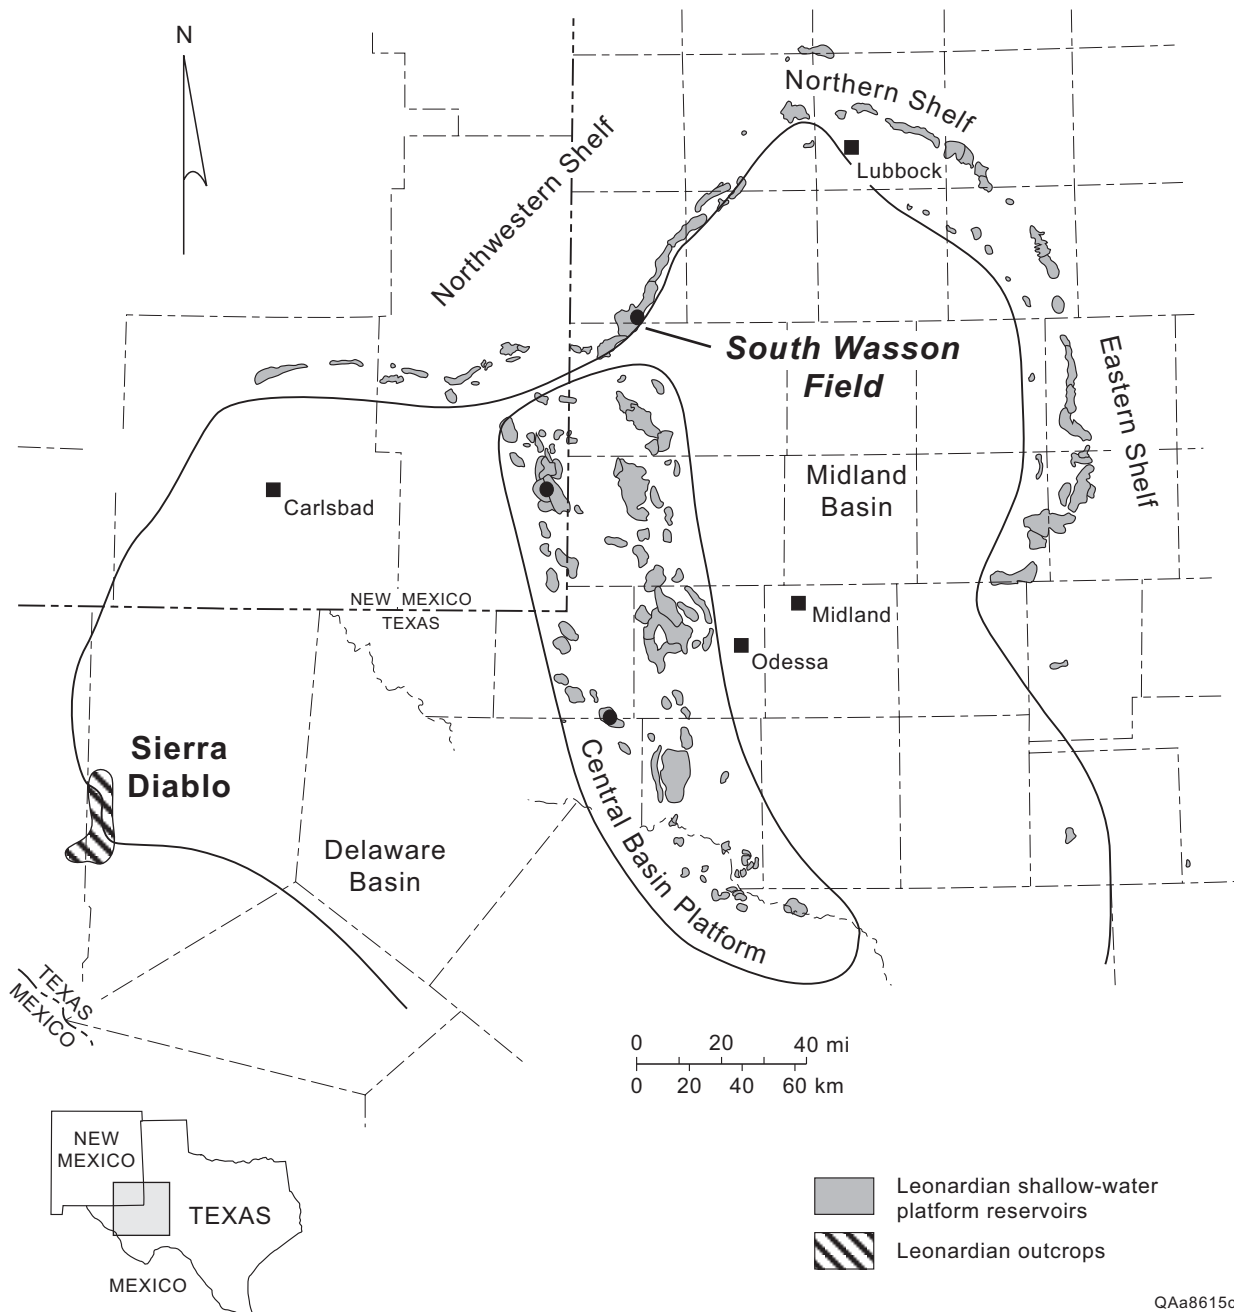 N
Northern Shelf
Northwestern Shelf
Lubbock
South Wasson
Field
Eastern Shelf
Midland
Basin
Carlsbad
NEW MEXICO
TEXAS
Midland
Odessa
Sierra
Diablo
Central Basin Platform
Delaware
Basin
TEXAS
MEXICO
0 20 40 mi
0 20 40 60 km
NEW
MEXICO
TEXAS
MEXICO
Leonardian shallow-water
platform reservoirs
Leonardian outcrops
QAa8615c